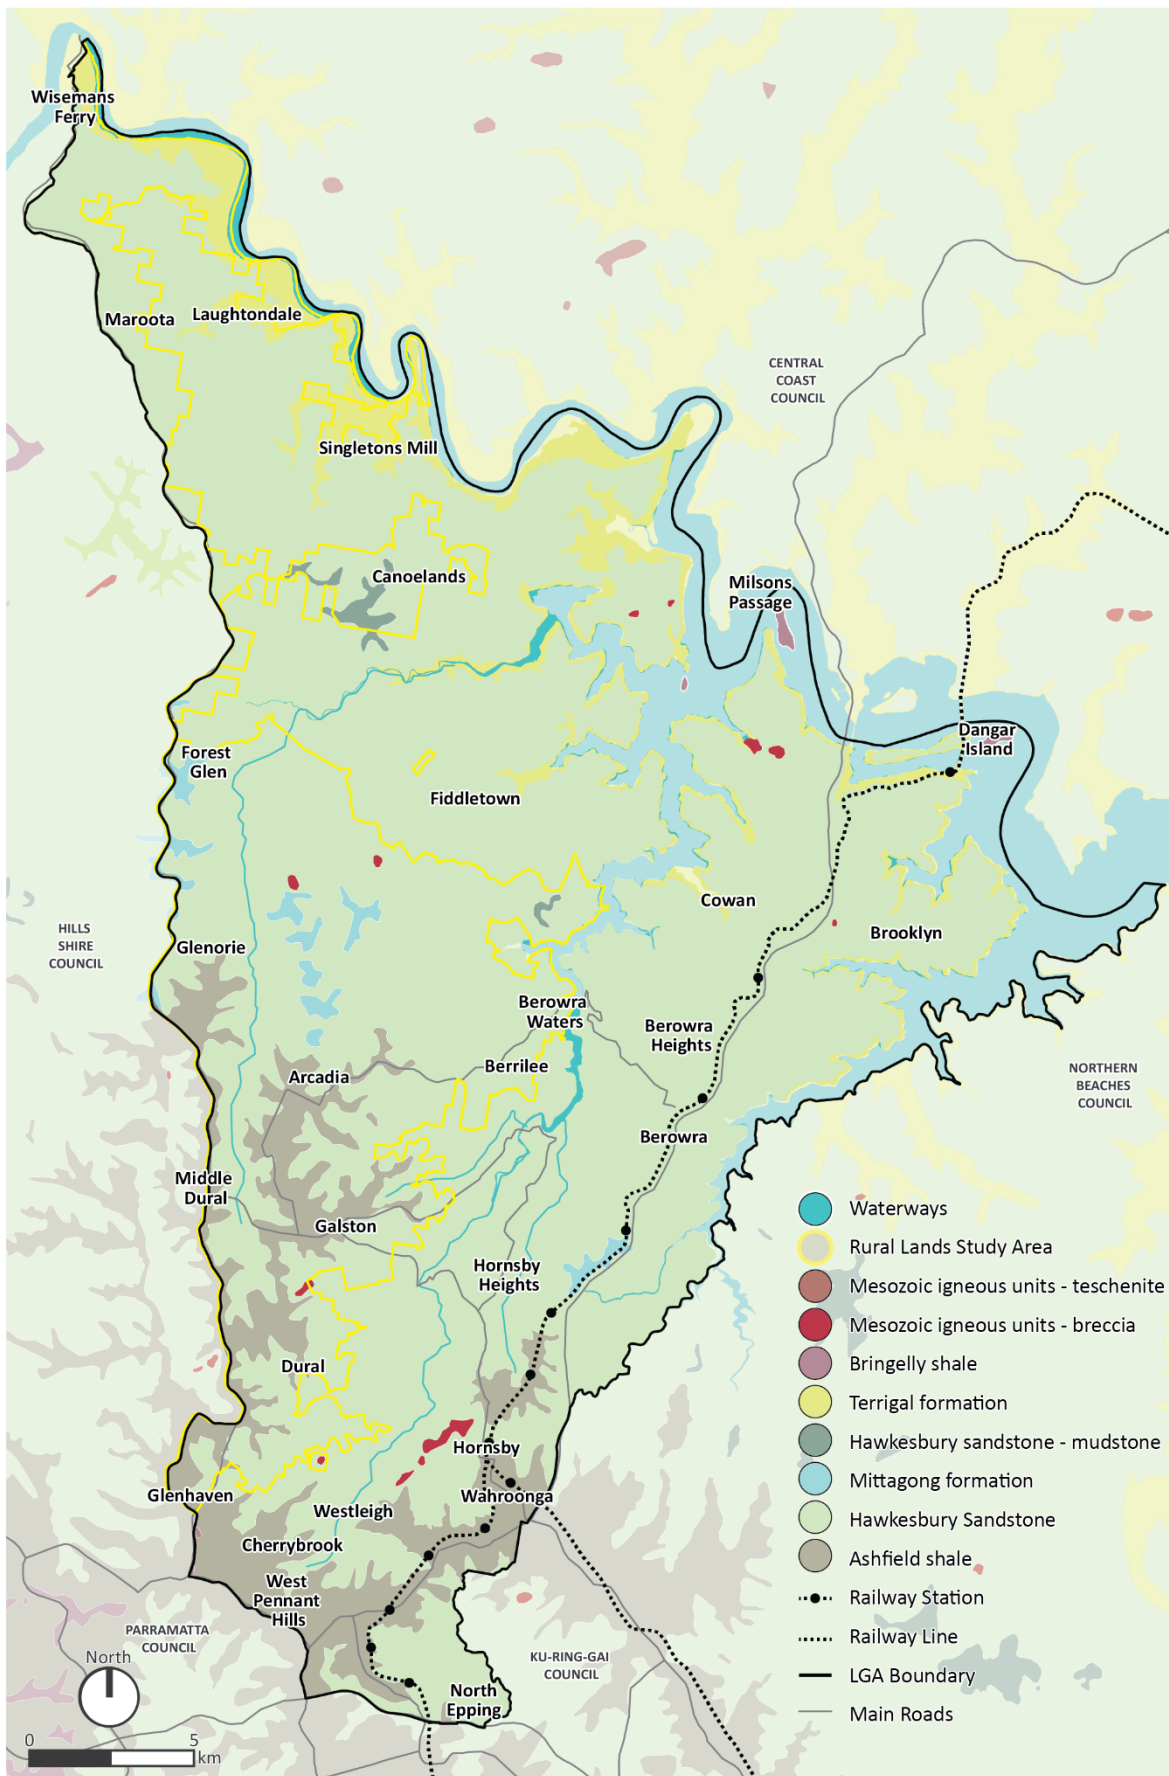 Wisemans
Ferry
Maroota
Laughtondale
CENTRAL
COAST
COUNCIL
Singletons Mill
Canoelands
Milsons
Passage
Forest
Glen
Dangar
Island
Fiddletown
Cowan
HILLS
SHIRE
COUNCIL
Glenorie
Brooklyn
Berowra
Waters
Berowra
Heights
Arcadia
Berrilee
NORTHERN
BEACHES
COUNCIL
Berowra
Middle
Dural
Galston
Hornsby
Heights
Dural
Hornsby
Glenhaven
Westleigh
Wahroonga
Cherrybrook
West
Pennant
Hills
PARRAMATTA
COUNCIL
KU-RING-GAI
COUNCIL
North
Epping
Waterways
Rural Lands Study Area
Mesozoic igneous units - teschenite
Mesozoic igneous units - breccia
Bringelly shale
Terrigal formation
Hawkesbury sandstone - mudstone
Mittagong formation
Hawkesbury Sandstone
Ashfield shale
Railway Station
Railway Line
LGA Boundary
Main Roads
North
0 5
km